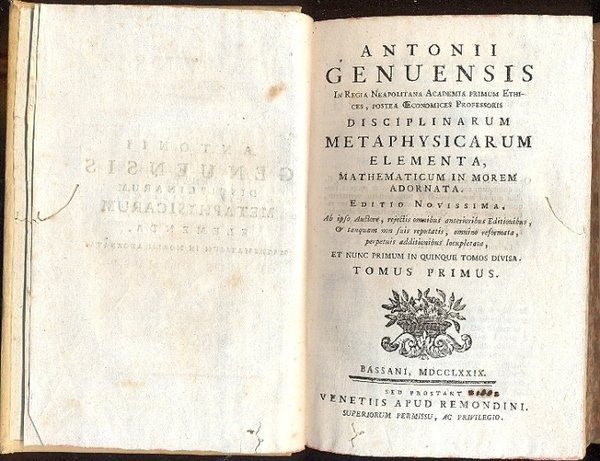 ANTONII
GENUENSIS
IN REGIA NEAPOLITANA ACADEMIA PRIMUM ETHI-
CES, POSTEA ŒCONOMICES PROFESSORIS
DISCIPLINARUM
METAPHYSICARUM
ELEMENTA,
MATHEMATICUM IN MOREM
ADORNATA.
EDITIO NOVISSIMA,
Ab ipso Auctore, rejectis omnibus anterioribus Editionibus,
& tanquam non suis reputatis, omnino reformata,
perpetuis additionibus locupletata,
ET NUNC PRIMUM IN QUINQUE TOMOS DIVISA.
TOMUS PRIMUS.
BASSANI, MDCCLXXIX.
SED PROSTANT
VENETIIS APUD REMONDINI.
SUPERIORUM PERMISSU, AC PRIVILEGIO.